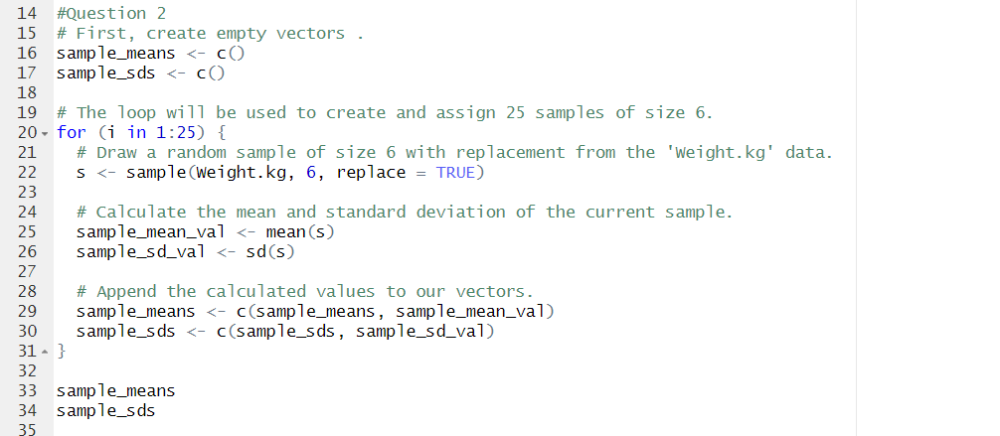 14 #Question 2
15 # First, create empty vectors .
16 sample_means <- c()
17 sample_sds <- c()
18
19 # The loop will be used to create and assign 25 samples of size 6.
20 for (i in 1:25) {
21   # Draw a random sample of size 6 with replacement from the 'Weight.kg' data.
22   s <- sample(Weight.kg, 6, replace = TRUE)
23
24   # Calculate the mean and standard deviation of the current sample.
25   sample_mean_val <- mean(s)
26   sample_sd_val <- sd(s)
27
28   # Append the calculated values to our vectors.
29   sample_means <- c(sample_means, sample_mean_val)
30   sample_sds <- c(sample_sds, sample_sd_val)
31 }
32
33 sample_means
34 sample_sds
35